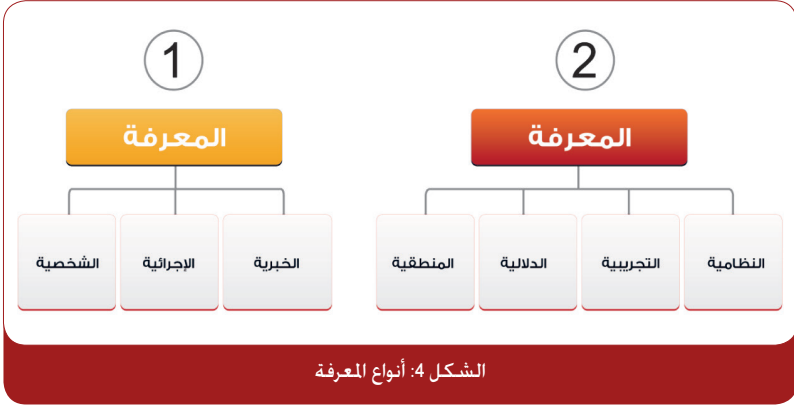 1 2
المعرفة المعرفة
الشخصية الإجرائية الخبرية المنطقية الدلالية التجريبية النظامية
الشكل 4: أنواع المعرفة